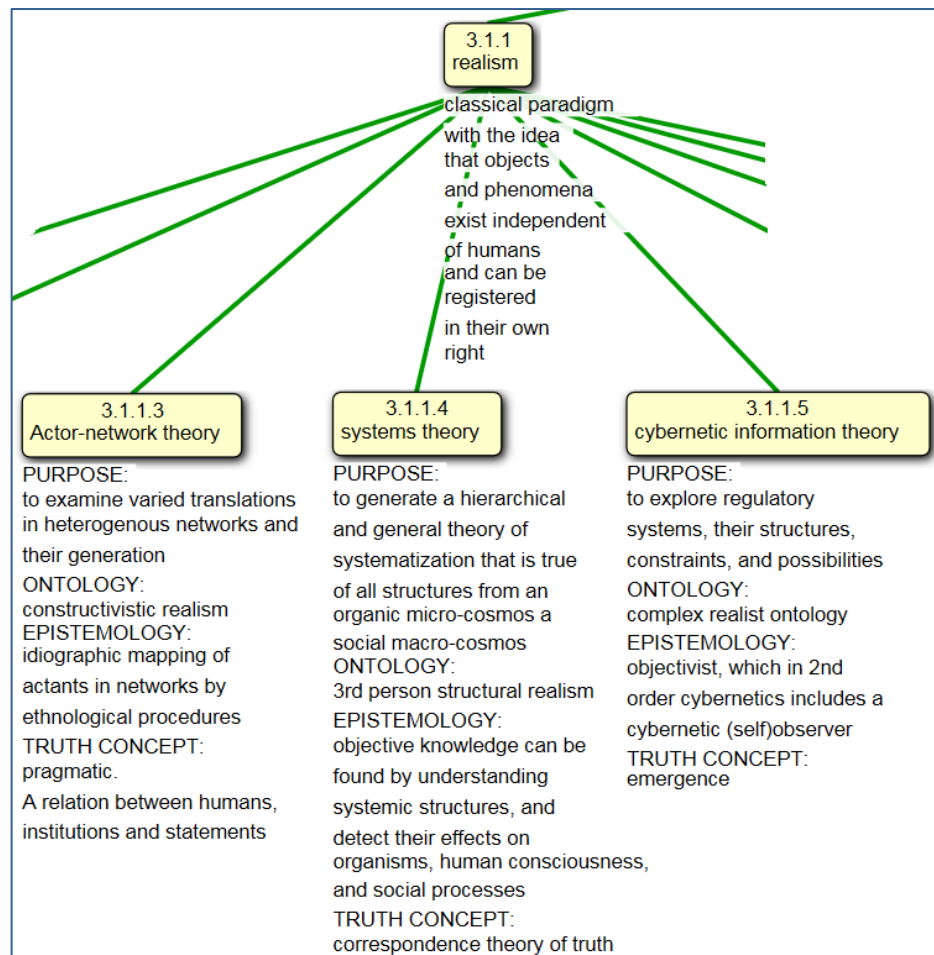 3.1.1
realism
classical paradigm
with the idea
that objects
and phenomena
exist independent
of humans
and can be
registered
in their own
right
3.1.1.3
Actor-network theory
PURPOSE:
to examine varied translations
in heterogenous networks and
their generation
ONTOLOGY:
constructivistic realism
EPISTEMOLOGY:
idiographic mapping of
actants in networks by
ethnological procedures
TRUTH CONCEPT:
pragmatic.
A relation between humans,
institutions and statements
3.1.1.4
systems theory
PURPOSE:
to generate a hierarchical
and general theory of
systematization that is true
of all structures from an
organic micro-cosmos a
social macro-cosmos
ONTOLOGY:
3rd person structural realism
EPISTEMOLOGY:
objective knowledge can be
found by understanding
systemic structures, and
detect their effects on
organisms, human consciousness,
and social processes
TRUTH CONCEPT:
correspondence theory of truth
3.1.1.5
cybernetic information theory
PURPOSE:
to explore regulatory
systems, their structures,
constraints, and possibilities
ONTOLOGY:
complex realist ontology
EPISTEMOLOGY:
objectivist, which in 2nd
order cybernetics includes a
cybernetic (self)observer
TRUTH CONCEPT:
emergence